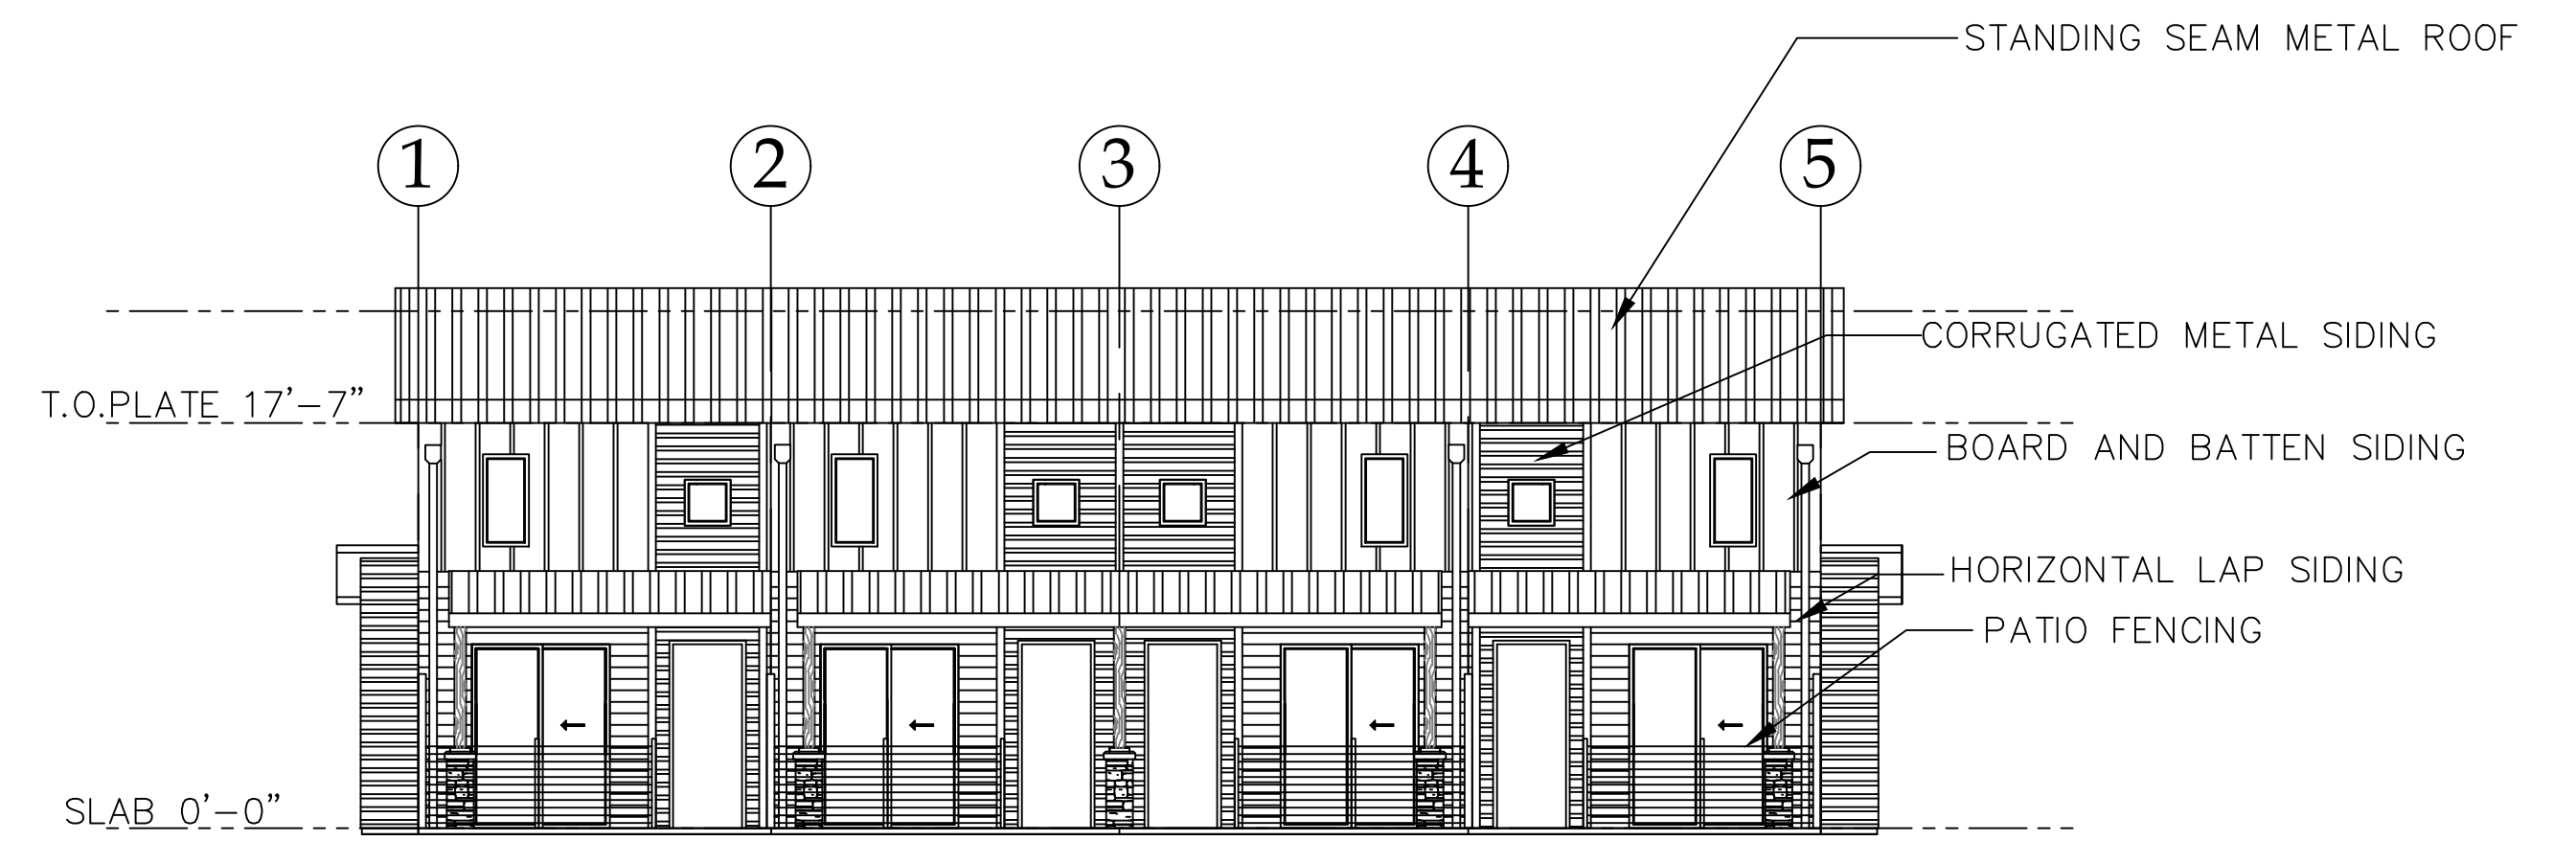 STANDING SEAM METAL ROOF
1 2 3 4 5
CORRUGATED METAL SIDING
T.O.PLATE 17'-7"
BOARD AND BATTEN SIDING
HORIZONTAL LAP SIDING
PATIO FENCING
SLAB 0'-0"